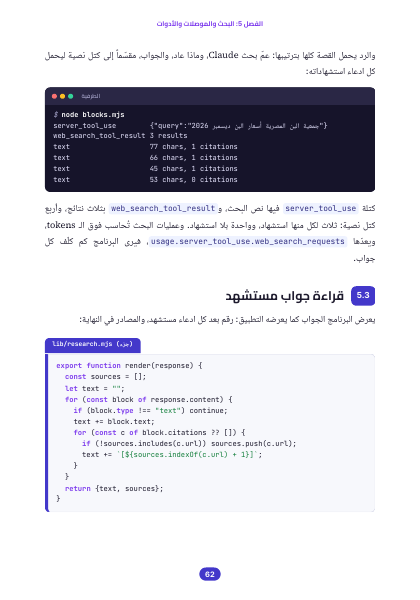 الفصل 5: البحث والموصلات والأدوات
والرد يحمل القصة كلها بترتيبها: عمّ بحث Claude، وماذا عاد، والجواب، مقسّماً إلى كتل نصية ليحمل
كل ادعاء استشهاداته:
الطرفية
$ node blocks.mjs
server_tool_use {"query":"جمعية البن المصرية أسعار البن ديسمبر 2026"}
web_search_tool_result 3 results
text 77 chars, 1 citations
text 66 chars, 1 citations
text 45 chars, 1 citations
text 53 chars, 0 citations
كتلة server_tool_use فيها نص البحث، و web_search_tool_result بثلاث نتائج، وأربع
كتل نصية: ثلاث لكل منها استشهاد، وواحدة بلا استشهاد. وعمليات البحث تُحاسب فوق الـ tokens،
ويعدّها usage.server_tool_use.web_search_requests، فيرى البرنامج كم كلّف كل
جواب.
5.3 قراءة جواب مستشهد
يعرض البرنامج الجواب كما يعرضه التطبيق: رقم بعد كل ادعاء مستشهد، والمصادر في النهاية:
lib/research.mjs (جزء)
export function render(response) {
const sources = [];
let text = "";
for (const block of response.content) {
if (block.type !== "text") continue;
text += block.text;
for (const c of block.citations ?? []) {
if (!sources.includes(c.url)) sources.push(c.url);
text += `[${sources.indexOf(c.url) + 1}]`;
}
}
return {text, sources};
}
62